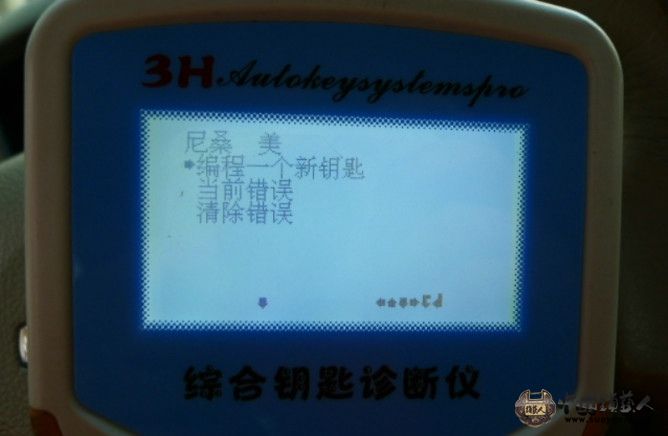 3H Autokeysystemspro
尼桑 美
编程一个新钥匙
当前错误
清除错误
综合钥匙诊断仪